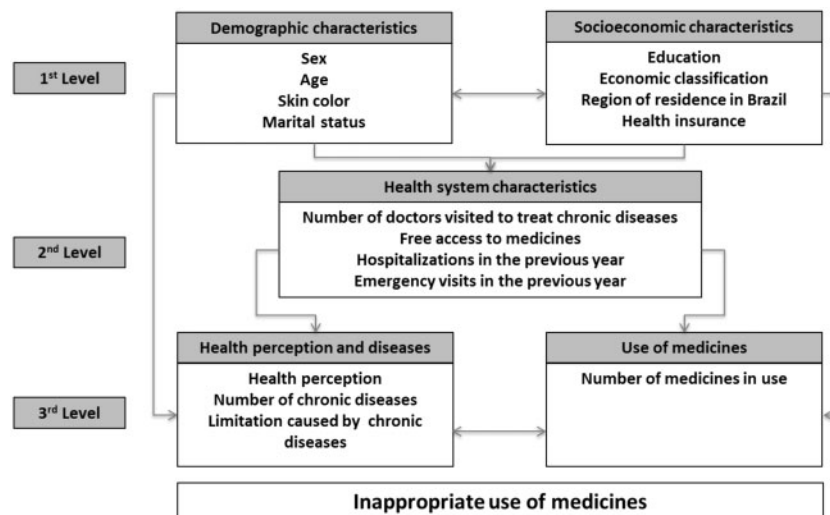 Demographic characteristics
Sex
Age
Skin color
Marital status
Socioeconomic characteristics
Education
Economic classification
Region of residence in Brazil
Health insurance
1st Level
Health system characteristics
Number of doctors visited to treat chronic diseases
Free access to medicines
Hospitalizations in the previous year
Emergency visits in the previous year
2nd Level
Health perception and diseases
Health perception
Number of chronic diseases
Limitation caused by chronic
diseases
Use of medicines
Number of medicines in use
3rd Level
Inappropriate use of medicines